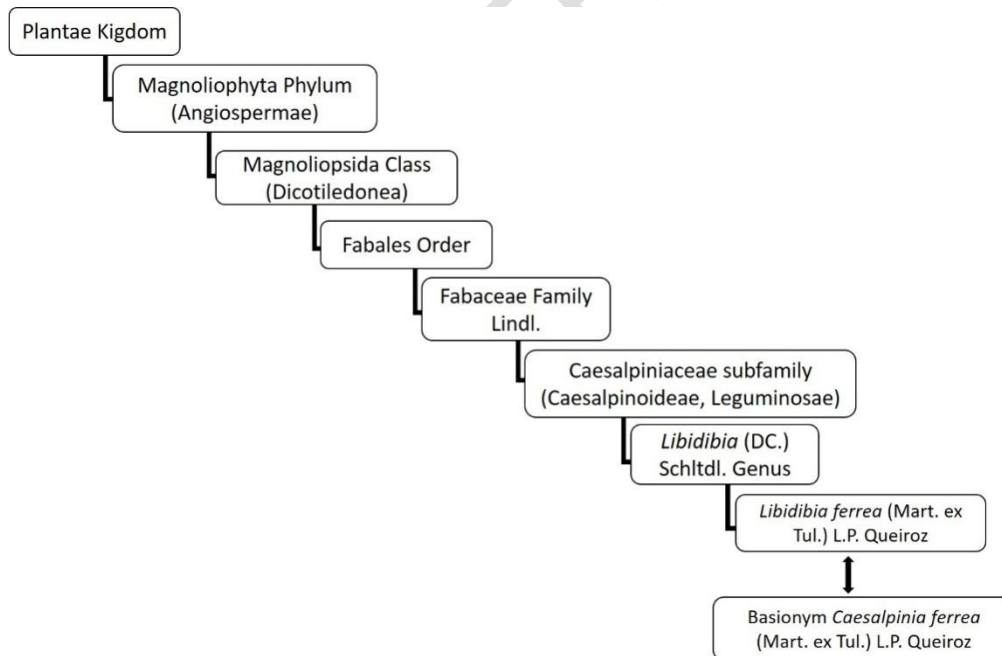 Plantae Kigdom
Magnoliophyta Phylum
(Angiospermae)
Magnoliopsida Class
(Dicotiledonea)
Fabales Order
Fabaceae Family
Lindl.
Caesalpiniaceae subfamily
(Caesalpinoideae, Leguminosae)
Libidibia (DC.)
Schltdl. Genus
Libidibia ferrea (Mart. ex
Tul.) L.P. Queiroz
Basionym Caesalpinia ferrea
(Mart. ex Tul.) L.P. Queiroz